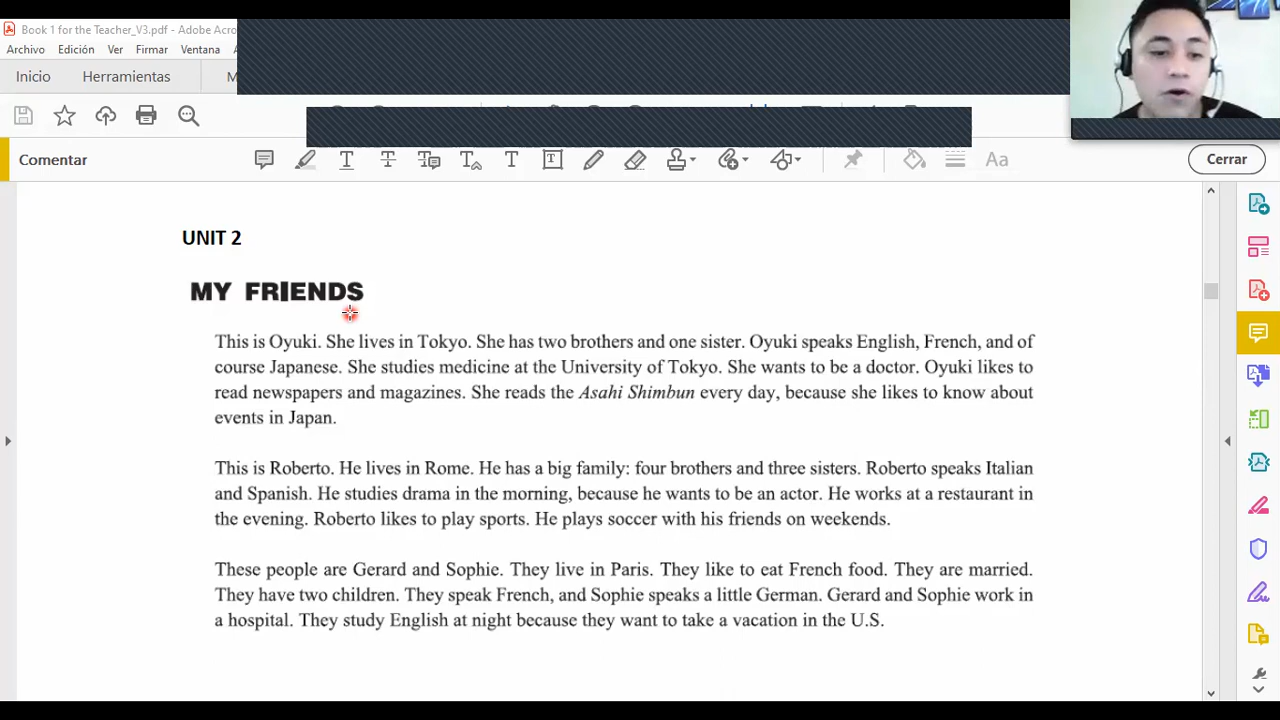 Book 1 for the Teacher_V3.pdf - Adobe Acro
Archivo Edición Ver Firmar Ventana
Inicio Herramientas
Comentar
Cerrar
UNIT 2
MY FRIENDS
This is Oyuki. She lives in Tokyo. She has two brothers and one sister. Oyuki speaks English, French, and of
course Japanese. She studies medicine at the University of Tokyo. She wants to be a doctor. Oyuki likes to
read newspapers and magazines. She reads the Asahi Shimbun every day, because she likes to know about
events in Japan.
This is Roberto. He lives in Rome. He has a big family: four brothers and three sisters. Roberto speaks Italian
and Spanish. He studies drama in the morning, because he wants to be an actor. He works at a restaurant in
the evening. Roberto likes to play sports. He plays soccer with his friends on weekends.
These people are Gerard and Sophie. They live in Paris. They like to eat French food. They are married.
They have two children. They speak French, and Sophie speaks a little German. Gerard and Sophie work in
a hospital. They study English at night because they want to take a vacation in the U.S.